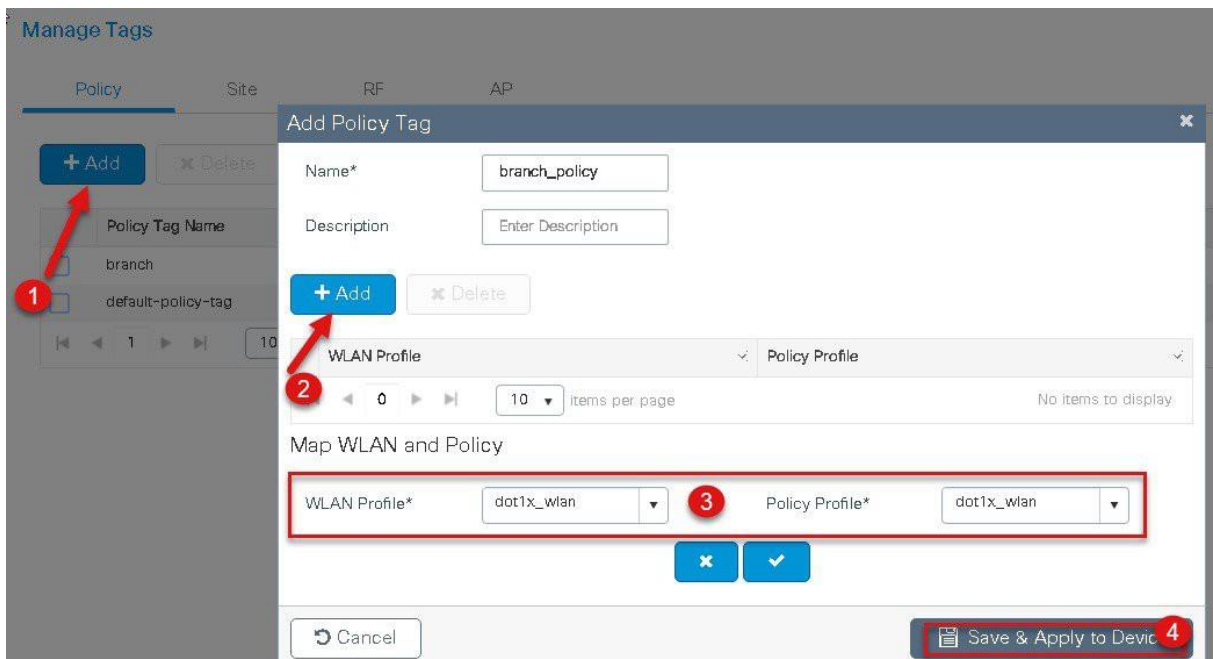 Manage Tags
Policy Site RF AP
Add Policy Tag
Add Delete
Name* branch_policy
Policy Tag Name
Description Enter Description
branch
1
default-policy-tag
Add Delete
1 10
WLAN Profile Policy Profile
2
0 10 items per page No items to display
Map WLAN and Policy
WLAN Profile* dot1x_wlan 3 Policy Profile* dot1x_wlan
Cancel Save & Apply to Devic 4